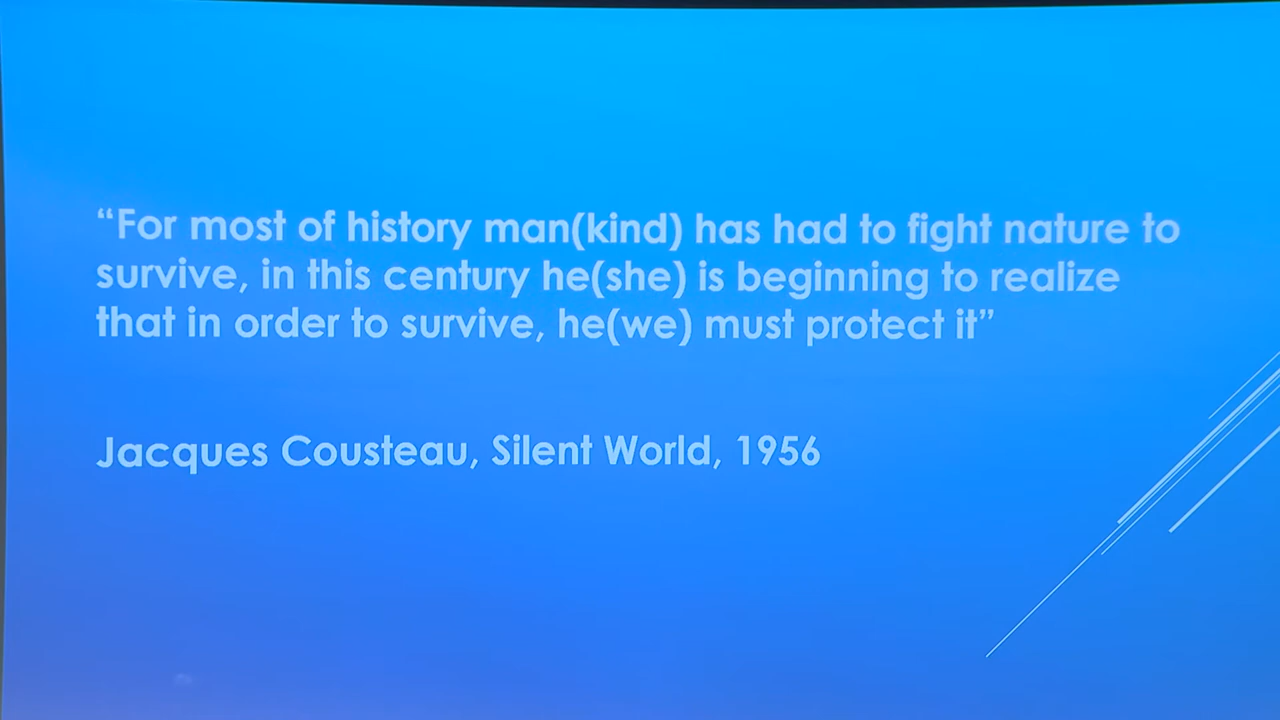 “For most of history man(kind) has had to fight nature to
survive, in this century he(she) is beginning to realize
that in order to survive, he(we) must protect it”
Jacques Cousteau, Silent World, 1956